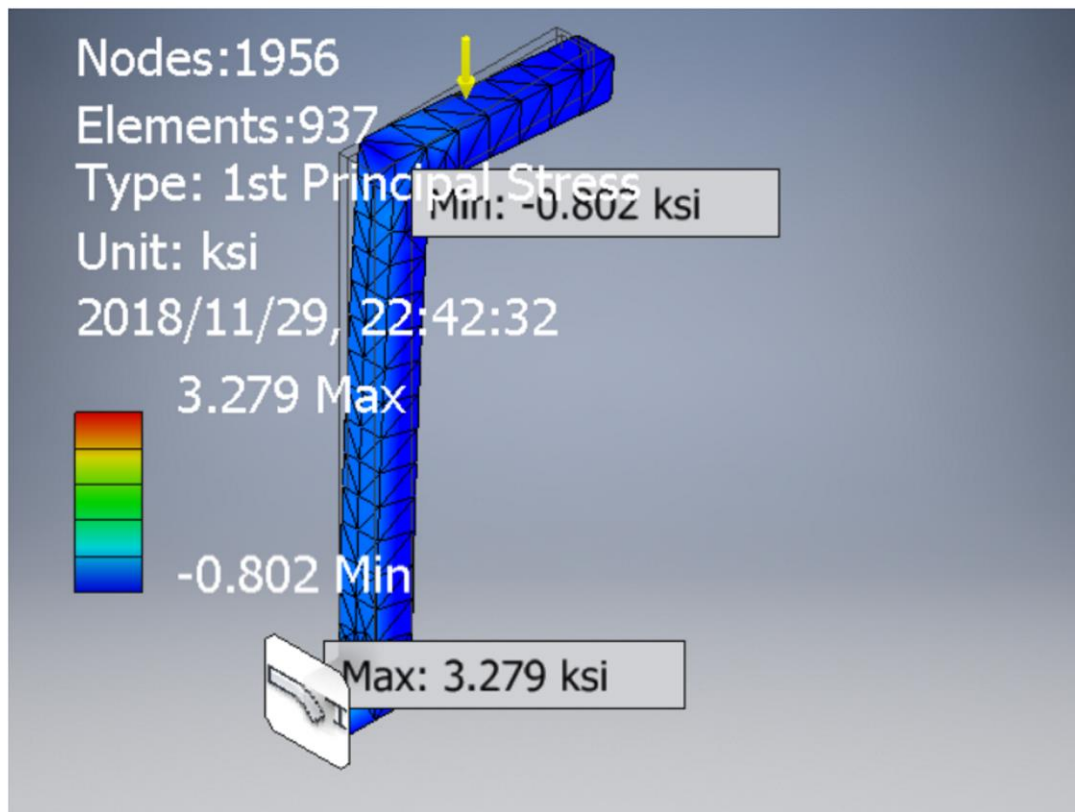 Nodes:1956
Elements:937
Type: 1st Principal Stress
Min: -0.802 ksi
Unit: ksi
2018/11/29, 22:42:32
3.279 Max
-0.802 Min
Max: 3.279 ksi